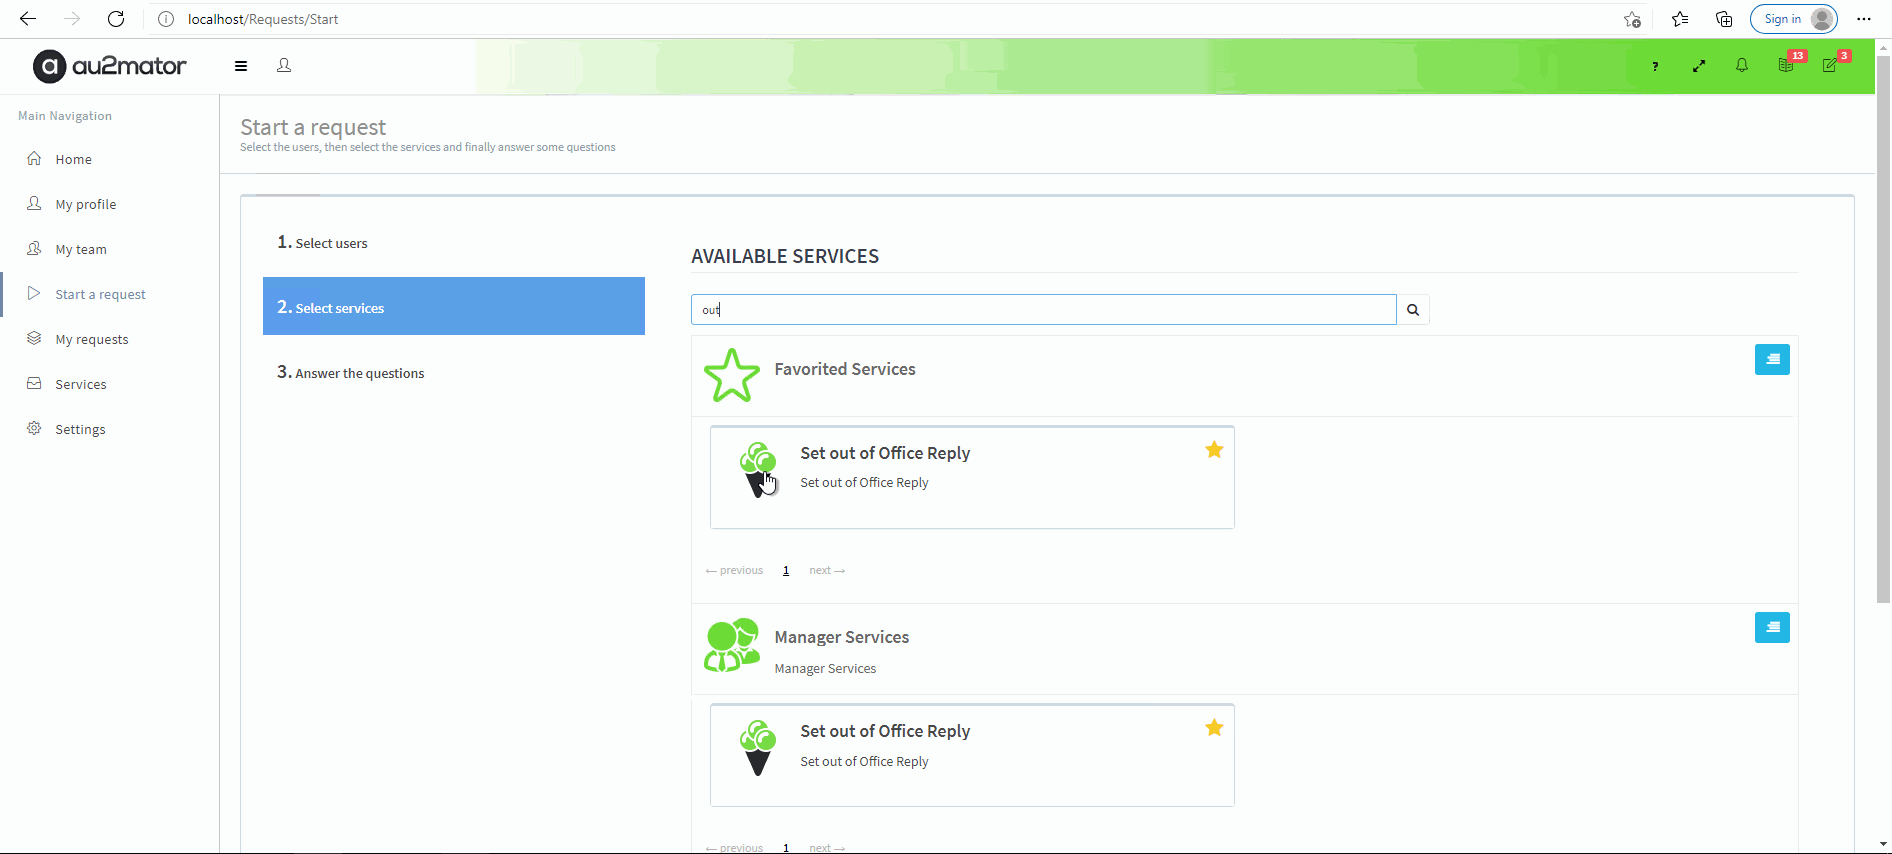 localhost/Requests/Start
Sign in
au2mator
?
13
3
Main Navigation
Home
My profile
My team
Start a request
My requests
Services
Settings
Start a request
Select the users, then select the services and finally answer some questions
1. Select users
2. Select services
3. Answer the questions
AVAILABLE SERVICES
out
Favorited Services
Set out of Office Reply
Set out of Office Reply
← previous 1 next →
Manager Services
Manager Services
Set out of Office Reply
Set out of Office Reply
← previous 1 next →